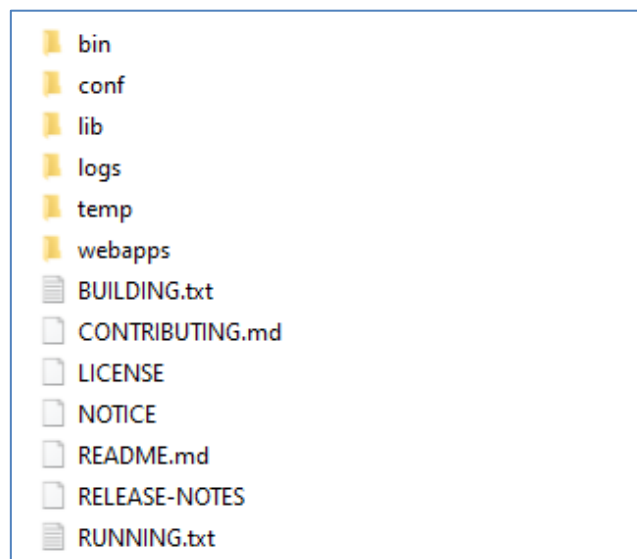 bin
conf
lib
logs
temp
webapps
BUILDING.txt
CONTRIBUTING.md
LICENSE
NOTICE
README.md
RELEASE-NOTES
RUNNING.txt